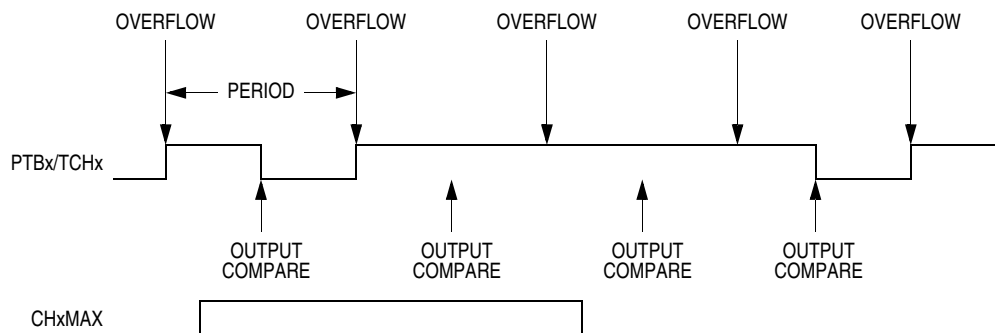 OVERFLOW OVERFLOW OVERFLOW OVERFLOW OVERFLOW
PERIOD
PTBx/TCHx
OUTPUT COMPARE
OUTPUT COMPARE
OUTPUT COMPARE
OUTPUT COMPARE
CHxMAX